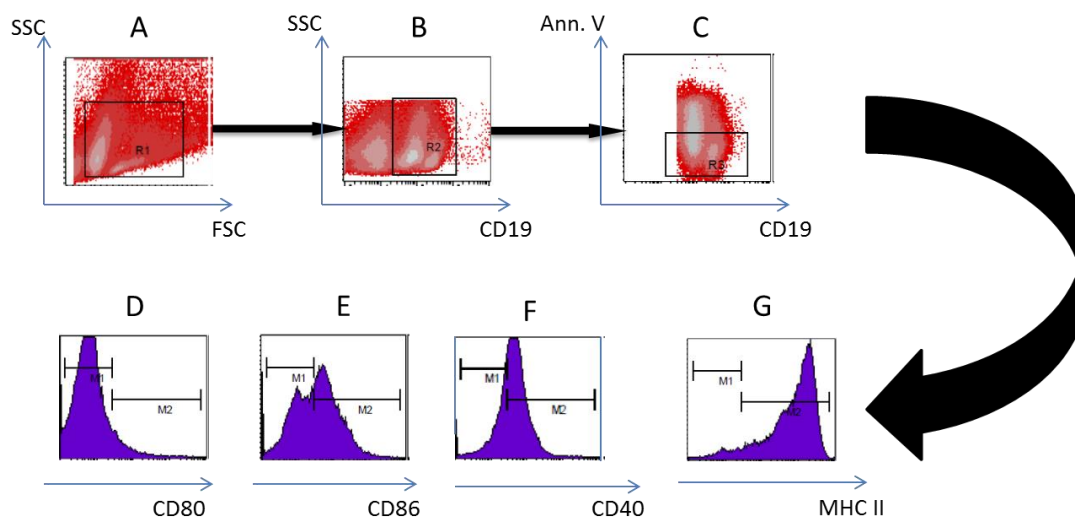 SSC A SSC B Ann. V C
R1 R2
FSC CD19 CD19
D E F G
M1 M2 M1 M2 M1 M2 M1 M2
CD80 CD86 CD40 MHC II